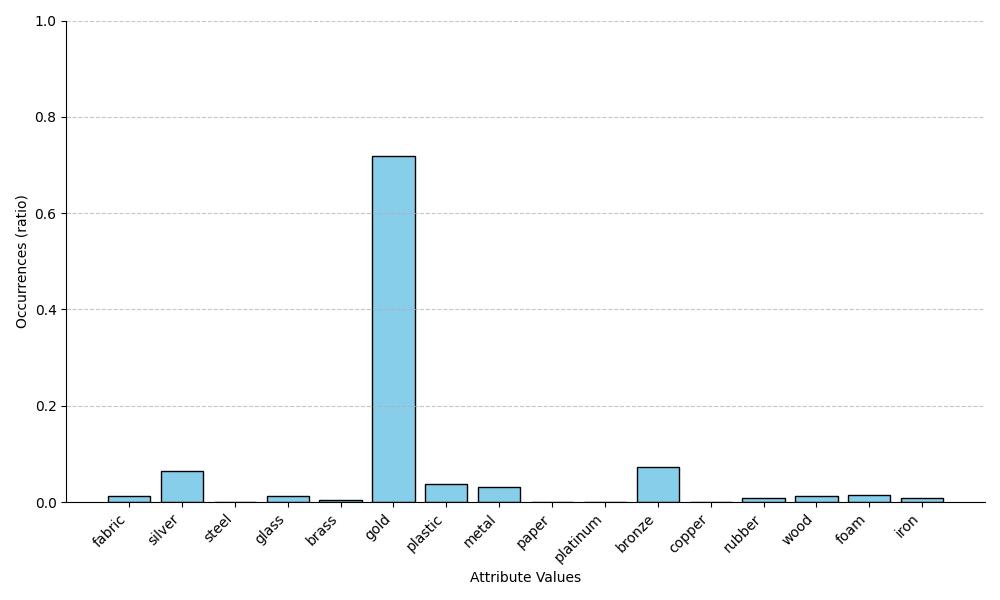 1.0
0.8
0.6
0.4
0.2
0.0
Occurrences (ratio)
fabric
silver
steel
glass
brass
gold
plastic
metal
paper
platinum
bronze
copper
rubber
wood
foam
iron
Attribute Values